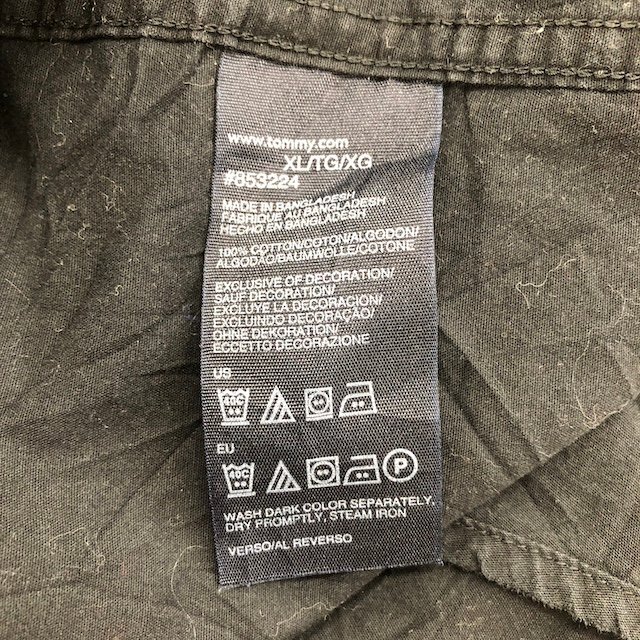 www.tommy.com
XL/TG/XG
#853224
MADE IN BANGLADESH
FABRIQUE AU BANGLADESH
HECHO EN BANGLADESH
100% COTTON/COTON/ALGODON/
ALGODÃO/BAUMWOLLE/COTONE
EXCLUSIVE OF DECORATION/
SAUF DECORATION/
EXCLUYE LA DECORACION/
EXCLUINDO DECORAÇÃO/
OHNE DEKORATION/
ECCETTO DECORAZIONE
US
40C
EU
40C P
WASH DARK COLOR SEPARATELY,
DRY PROMPTLY, STEAM IRON
VERSO/AL REVERSO